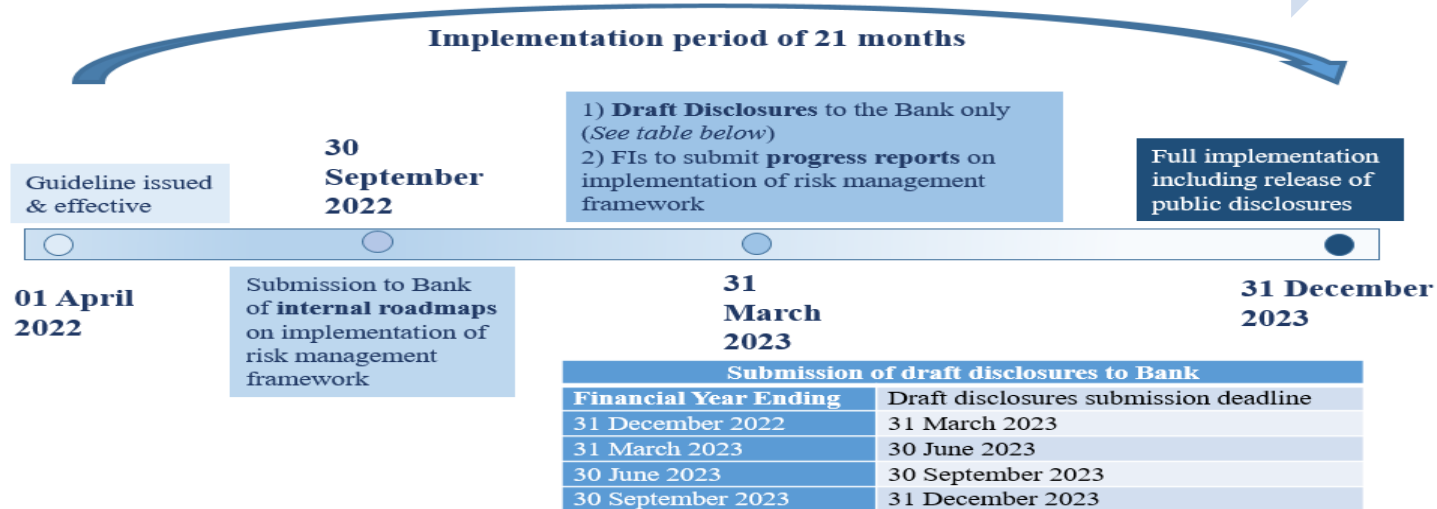 Implementation period of 21 months
Guideline issued
& effective
30
September
2022
1) Draft Disclosures to the Bank only
(See table below)
2) FIs to submit progress reports on
implementation of risk management
framework
Full implementation
including release of
public disclosures
01 April
2022
Submission to Bank
of internal roadmaps
on implementation of
risk management
framework
31
March
2023
31 December
2023
Submission of draft disclosures to Bank
Financial Year Ending Draft disclosures submission deadline
31 December 2022 31 March 2023
31 March 2023 30 June 2023
30 June 2023 30 September 2023
30 September 2023 31 December 2023